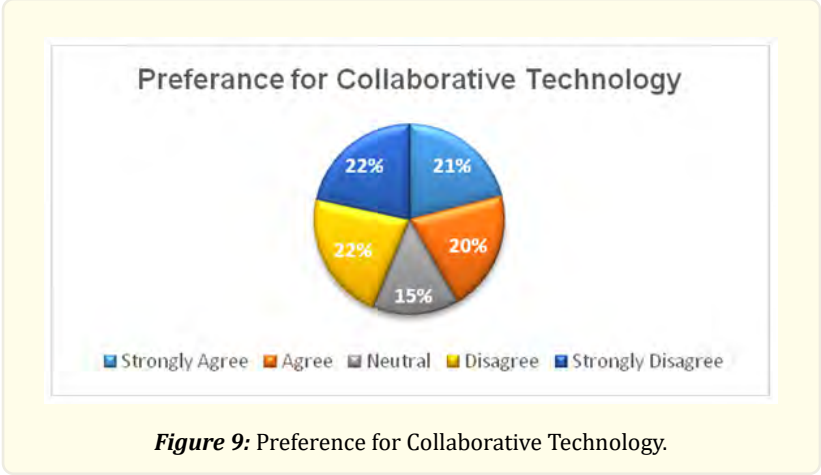 Preferance for Collaborative Technology
22% 21%
22% 20%
15%
Strongly Agree Agree Neutral Disagree Strongly Disagree
Figure 9: Preference for Collaborative Technology.